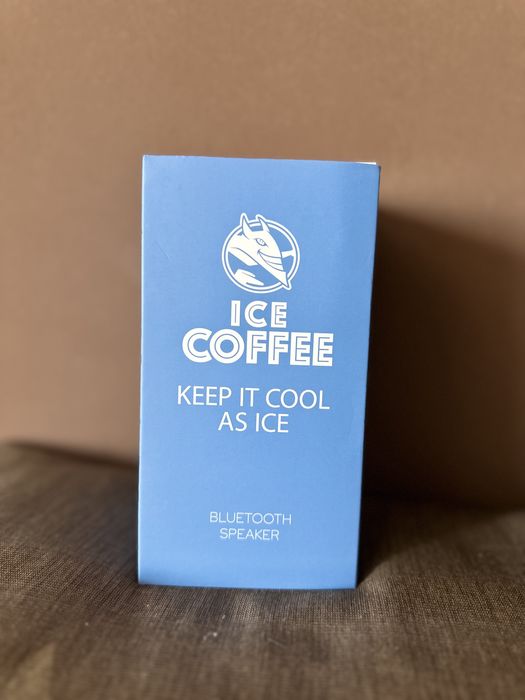 ICE
COFFEE
KEEP IT COOL
AS ICE
BLUETOOTH
SPEAKER